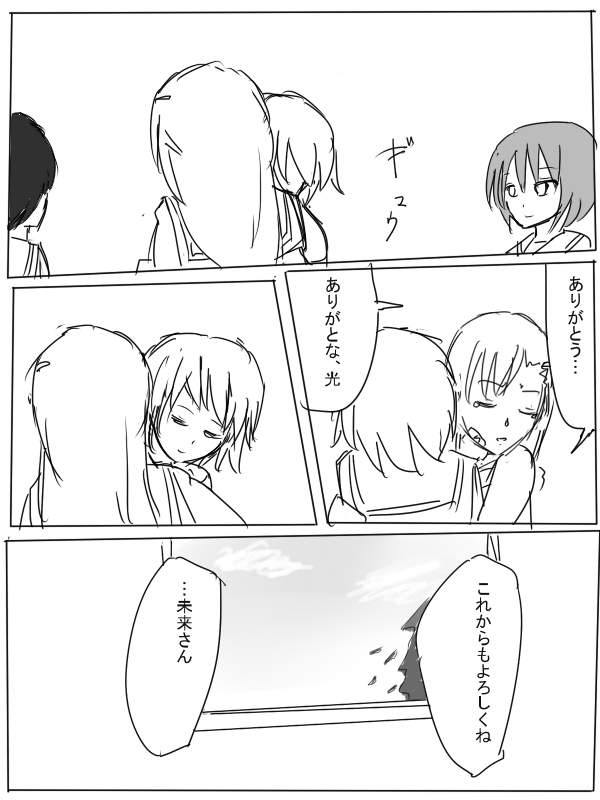 ギュウ
ありがとう…
ありがとな、光
これからもよろしくね
…未来さん